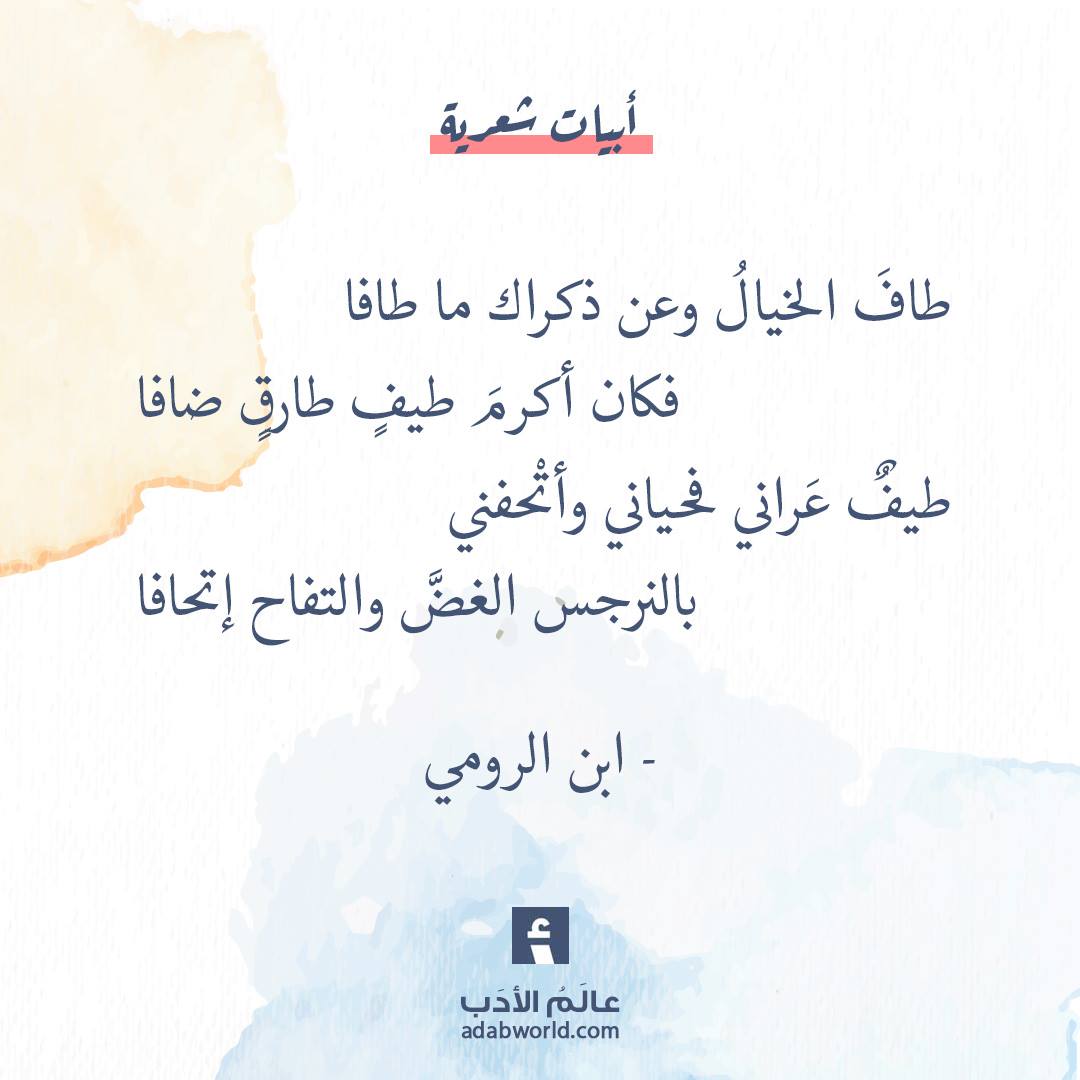 أبيات شعرية
طافَ الخيالُ وعن ذكراك ما طافا
فكان أكرمَ طيفٍ طارقٍ ضافا
طيفٌ عَراني فحياني وأتْحفني
بالنرجس الغضَّ والتفاح إتحافا
- ابن الرومي
أ
عالَمُ الأدَب
adabworld.com